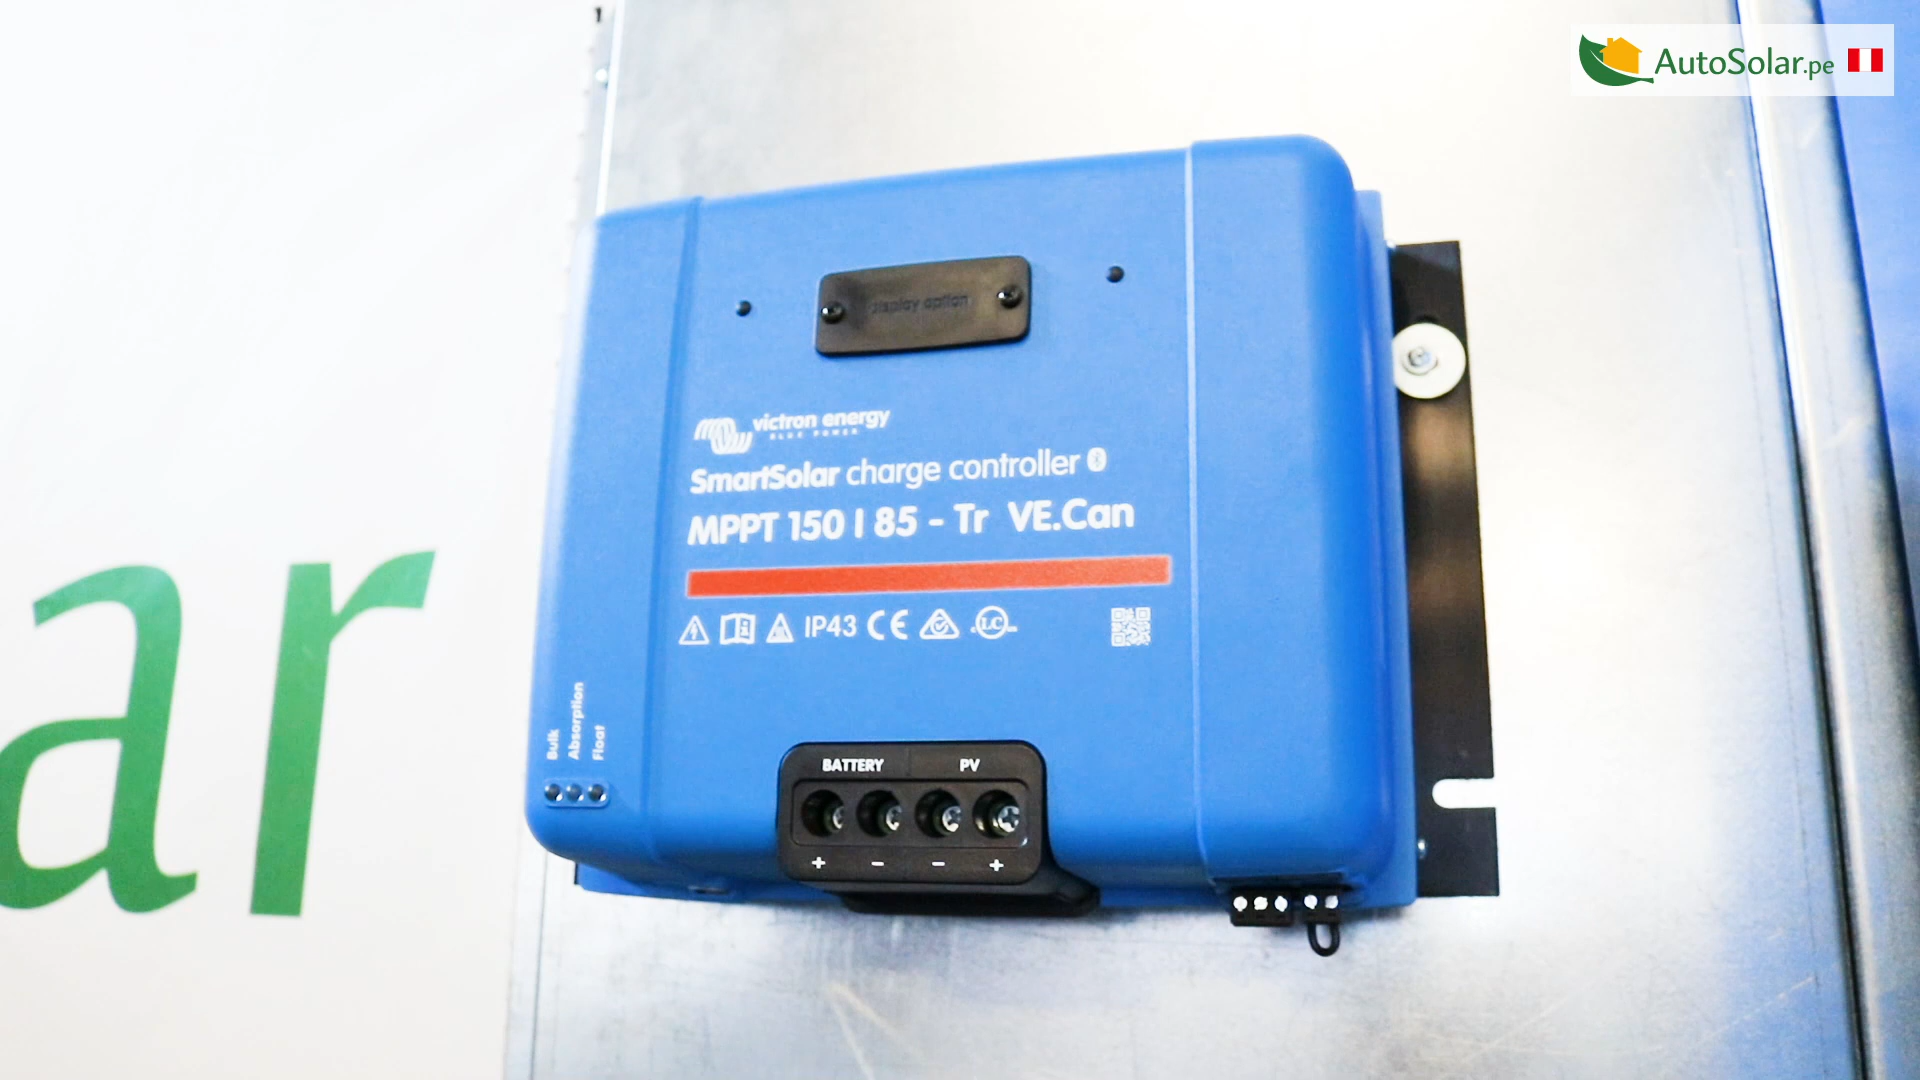 AutoSolar.pe
ar
display option
victron energy
BLUE POWER
SmartSolar charge controller
MPPT 150 | 85 - Tr VE.Can
IP43 CE
LC
Bulk
Absorption
Float
BATTERY PV
+ - - +